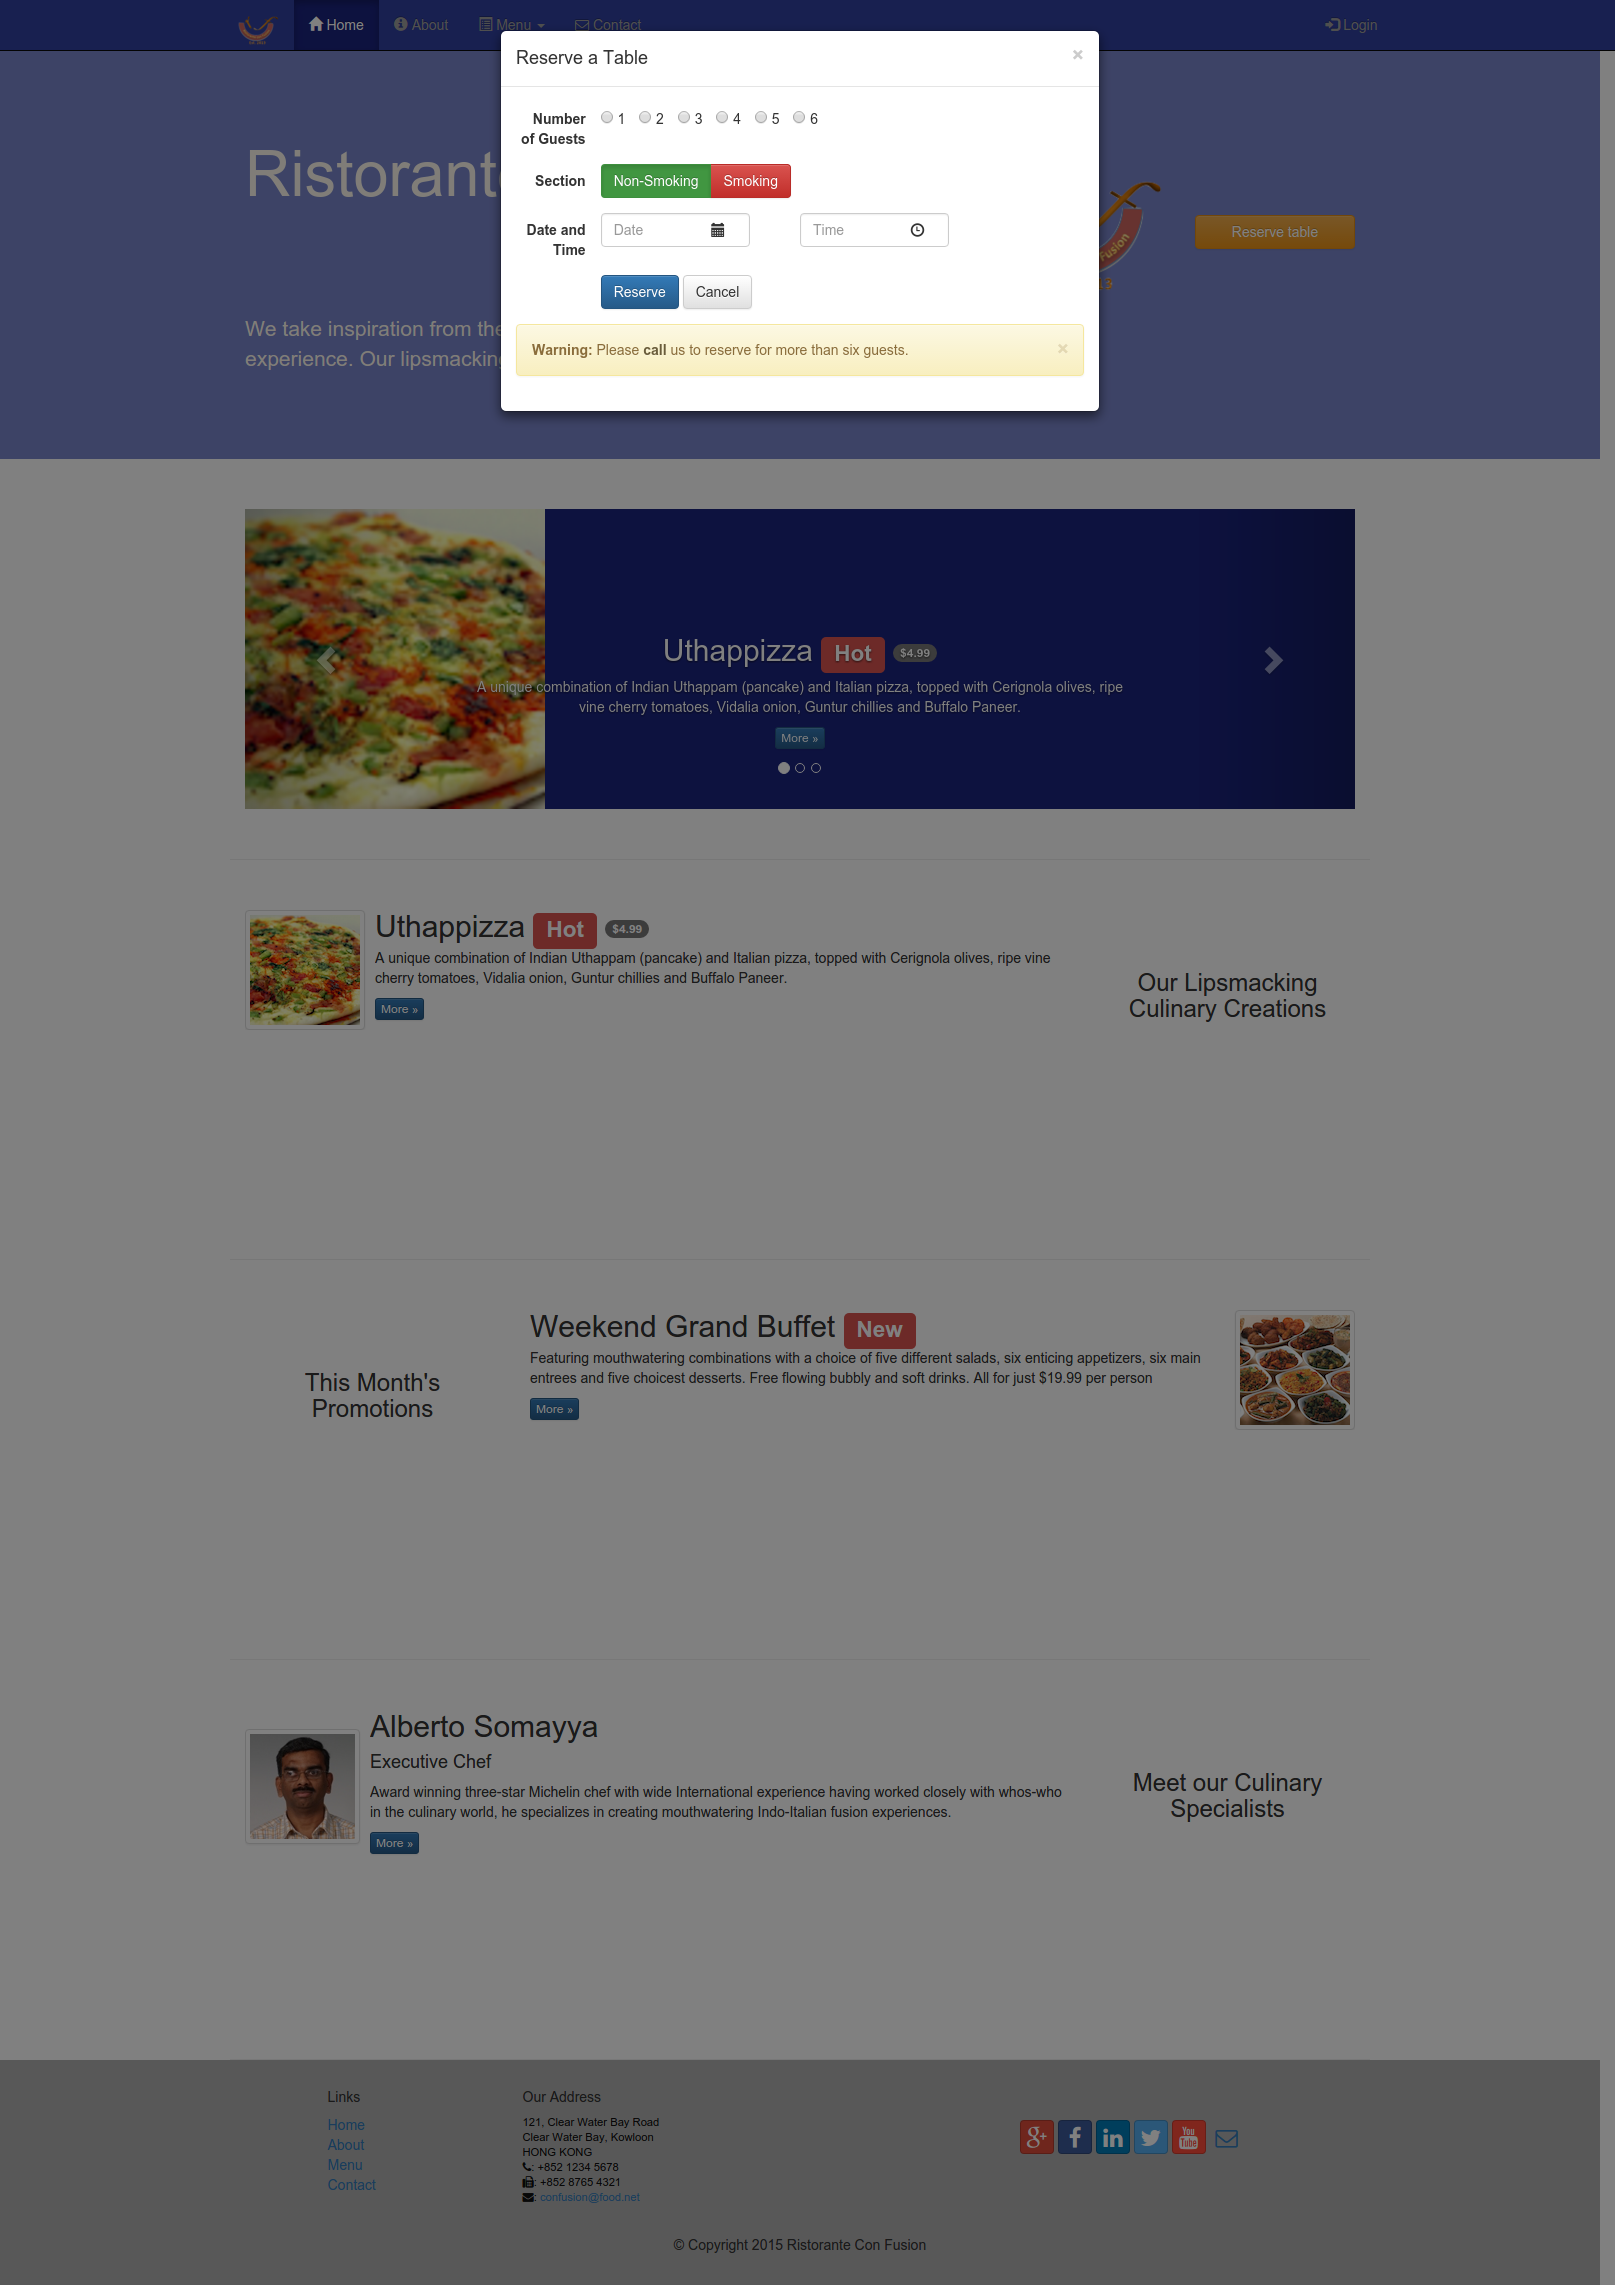 Home About Menu Contact Login
Reserve a Table ×
Number of Guests
1 2 3 4 5 6
Section Non-Smoking Smoking
Date and Time
Date Time
Reserve Cancel
Warning: Please call us to reserve for more than six guests. ×
Ristorante
Fusion
Reserve table
We take inspiration from the
experience. Our lipsmacking
Uthappizza Hot $4.99
A unique combination of Indian Uthappam (pancake) and Italian pizza, topped with Cerignola olives, ripe
vine cherry tomatoes, Vidalia onion, Guntur chillies and Buffalo Paneer.
More »
Uthappizza Hot $4.99
A unique combination of Indian Uthappam (pancake) and Italian pizza, topped with Cerignola olives, ripe vine
cherry tomatoes, Vidalia onion, Guntur chillies and Buffalo Paneer.
More »
Our Lipsmacking
Culinary Creations
This Month's
Promotions
Weekend Grand Buffet New
Featuring mouthwatering combinations with a choice of five different salads, six enticing appetizers, six main
entrees and five choicest desserts. Free flowing bubbly and soft drinks. All for just $19.99 per person
More »
Alberto Somayya
Executive Chef
Award winning three-star Michelin chef with wide International experience having worked closely with whos-who
in the culinary world, he specializes in creating mouthwatering Indo-Italian fusion experiences.
More »
Meet our Culinary
Specialists
Links
Home
About
Menu
Contact
Our Address
121, Clear Water Bay Road
Clear Water Bay, Kowloon
HONG KONG
: +852 1234 5678
: +852 8765 4321
: confusion@food.net
g+ f in You Tube
© Copyright 2015 Ristorante Con Fusion